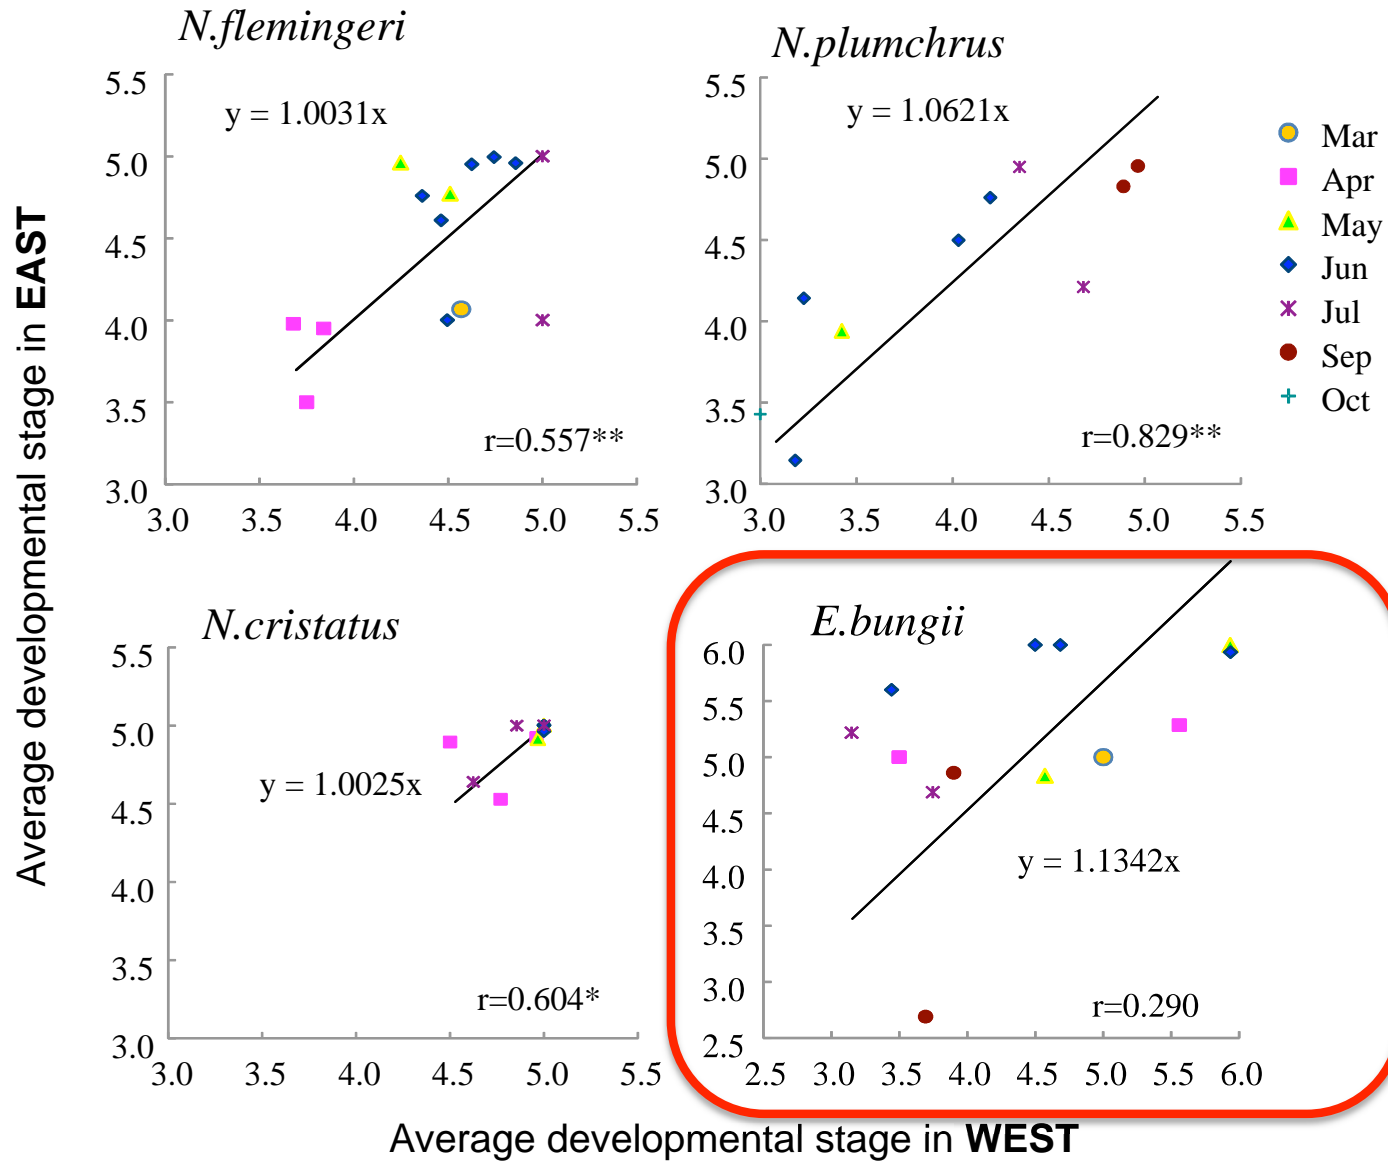 N.flemingeri
5.5
5.0
4.5
4.0
3.5
3.0
y = 1.0031x
r=0.557**
3.0 3.5 4.0 4.5 5.0 5.5
N.plumchrus
5.5
5.0
4.5
4.0
3.5
3.0
y = 1.0621x
r=0.829**
3.0 3.5 4.0 4.5 5.0 5.5
Mar
Apr
May
Jun
Jul
Sep
Oct
Average developmental stage in EAST
N.cristatus
5.5
5.0
4.5
4.0
3.5
3.0
y = 1.0025x
r=0.604*
3.0 3.5 4.0 4.5 5.0 5.5
E.bungii
6.0
5.5
5.0
4.5
4.0
3.5
3.0
2.5
y = 1.1342x
r=0.290
2.5 3.0 3.5 4.0 4.5 5.0 5.5 6.0
Average developmental stage in WEST